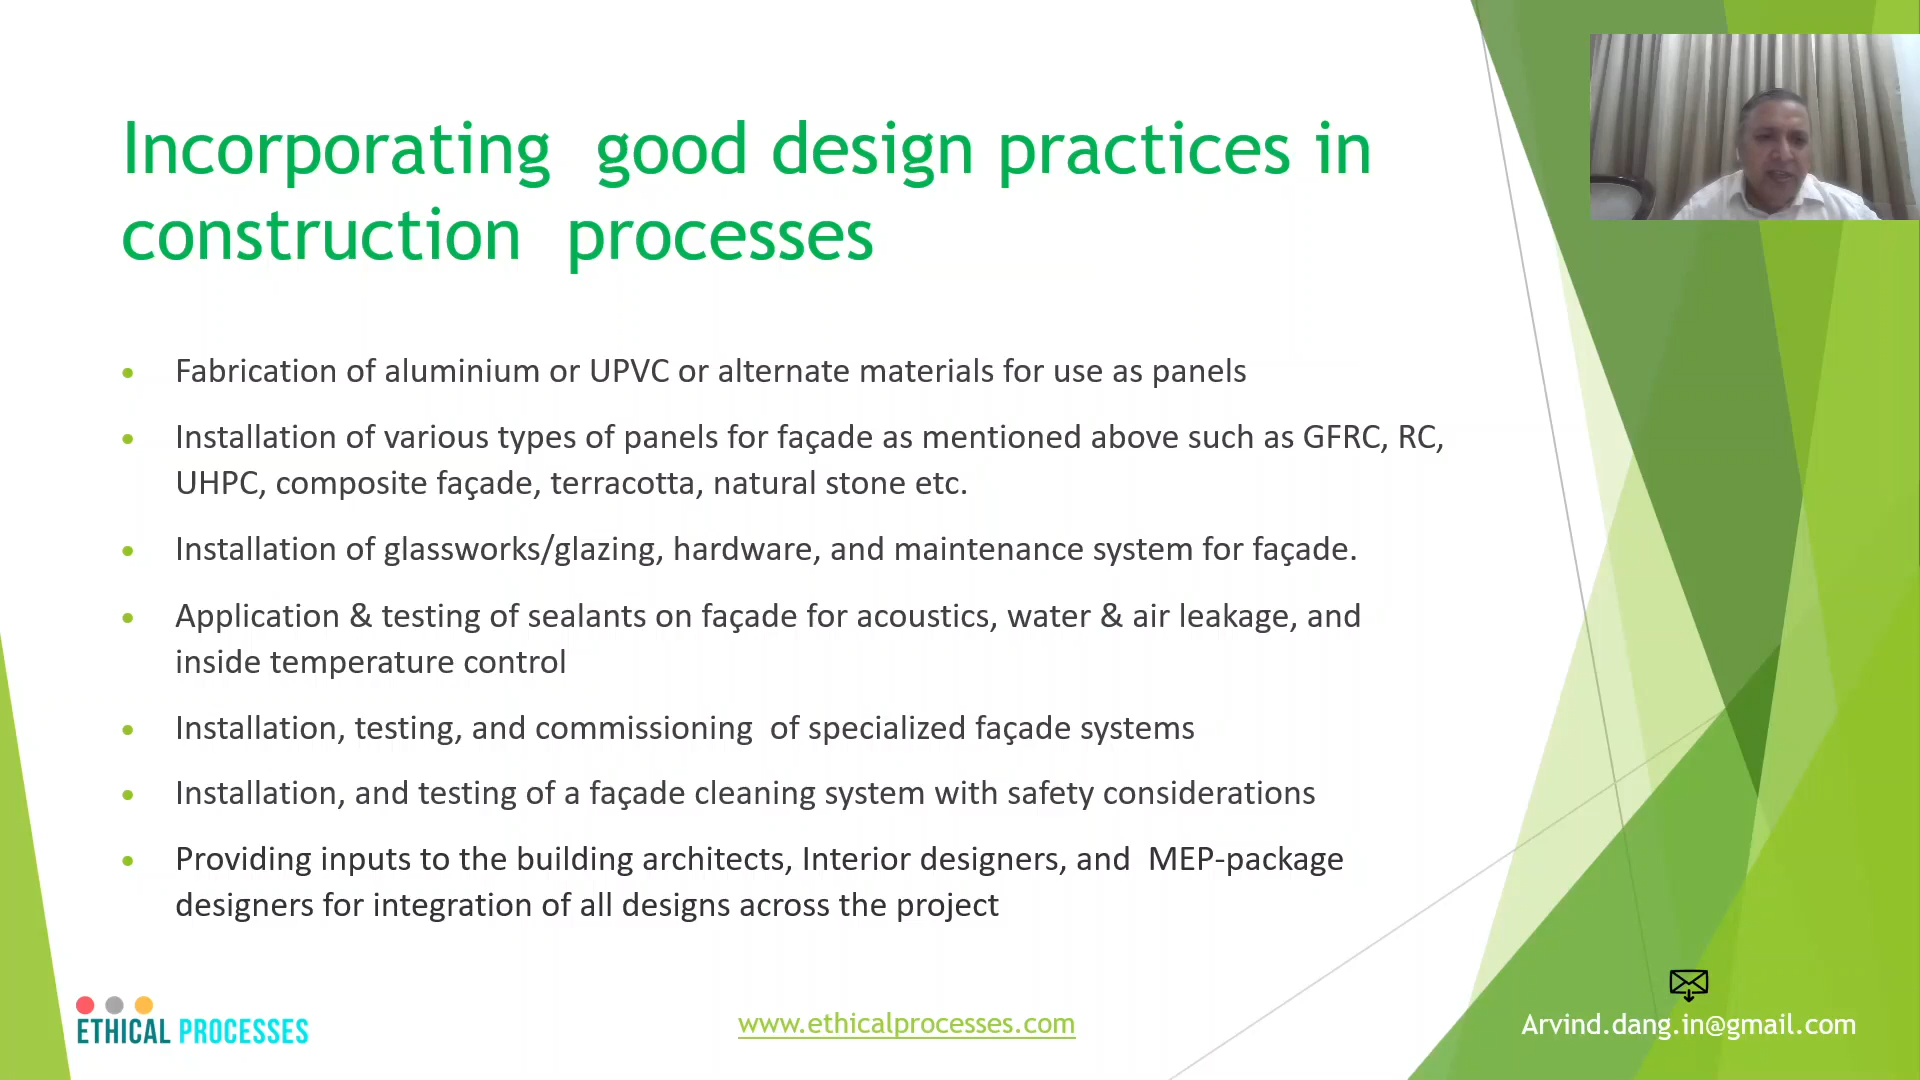 Incorporating good design practices in
construction processes
• Fabrication of aluminium or UPVC or alternate materials for use as panels
• Installation of various types of panels for façade as mentioned above such as GFRC, RC,
UHPC, composite façade, terracotta, natural stone etc.
• Installation of glassworks/glazing, hardware, and maintenance system for façade.
• Application & testing of sealants on façade for acoustics, water & air leakage, and
inside temperature control
• Installation, testing, and commissioning of specialized façade systems
• Installation, and testing of a façade cleaning system with safety considerations
• Providing inputs to the building architects, Interior designers, and MEP-package
designers for integration of all designs across the project
ETHICAL PROCESSES
www.ethicalprocesses.com
Arvind.dang.in@gmail.com